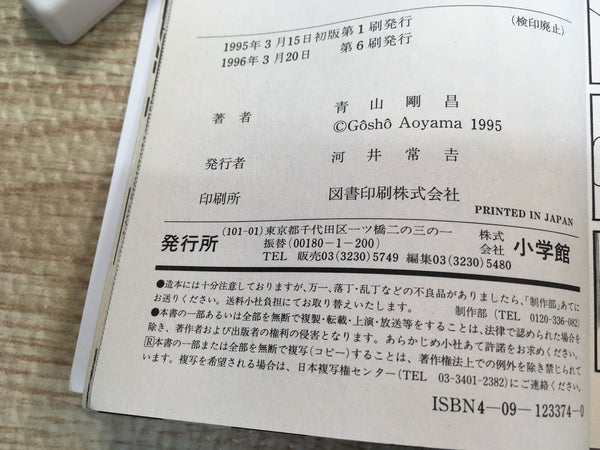 1995年3月15日初版第1刷発行
(検印廃止)
1996年3月20日 第6刷発行
著者 青山剛昌
©Gôshô Aoyama 1995
発行者 河井常吉
印刷所 図書印刷株式会社
PRINTED IN JAPAN
発行所 (101-01)東京都千代田区一ツ橋二の三の一 株式会社 小学館
振替(00180-1-200)
TEL 販売03(3230)5749 編集03(3230)5480
●造本には十分注意しておりますが、万一、落丁・乱丁などの不良品がありましたら、「制作部」あてに
お送りください。送料小社負担にてお取り替えいたします。 制作部(TEL 0120-336-082)
●本書の一部あるいは全部を無断で複製・転載・上演・放送等をすることは、法律で認められた場合を
除き、著作者および出版者の権利の侵害となります。あらかじめ小社あて許諾をお求めください。
R本書の一部または全部を無断で複写(コピー)することは、著作権法上での例外を除き禁じられて
います。複写を希望される場合は、日本複写権センター(TEL 03-3401-2382)にご連絡ください。
ISBN4-09-123374-0